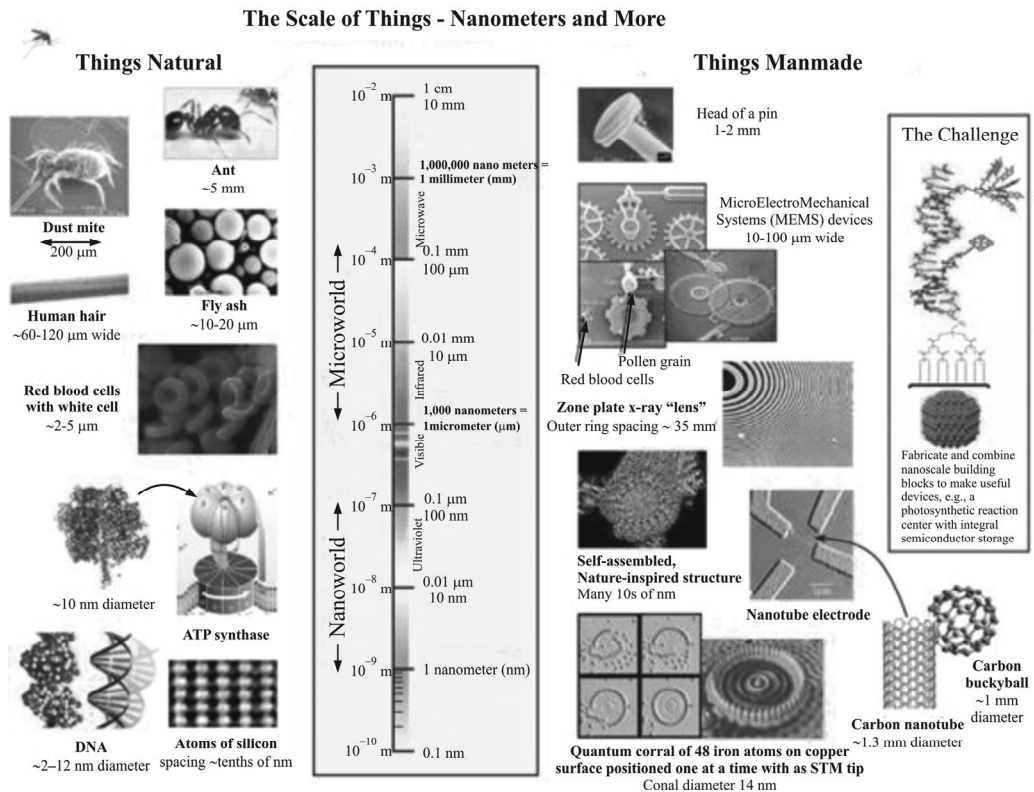 The Scale of Things - Nanometers and More
Things Natural
Ant
~5 mm
Dust mite
200 μm
Human hair
~60-120 μm wide
Fly ash
~10-20 μm
Red blood cells
with white cell
~2-5 μm
~10 nm diameter
ATP synthase
DNA
~2–12 nm diameter
Atoms of silicon
spacing ~tenths of nm
Microworld
Nanoworld
10⁻² m
10⁻³ m
10⁻⁴ m
10⁻⁵ m
10⁻⁶ m
10⁻⁷ m
10⁻⁸ m
10⁻⁹ m
10⁻¹⁰ m
1 cm
10 mm
1,000,000 nano meters =
1 millimeter (mm)
Microwave
0.1 mm
100 μm
0.01 mm
10 μm
Infrared
1,000 nanometers =
1micrometer (μm)
Visible
0.1 μm
100 nm
Ultraviolet
0.01 μm
10 nm
1 nanometer (nm)
0.1 nm
Things Manmade
Head of a pin
1-2 mm
MicroElectroMechanical
Systems (MEMS) devices
10-100 μm wide
Pollen grain
Red blood cells
Zone plate x-ray “lens”
Outer ring spacing ~ 35 mm
Self-assembled,
Nature-inspired structure
Many 10s of nm
Nanotube electrode
Carbon
buckyball
~1 mm
diameter
Carbon nanotube
~1.3 mm diameter
Quantum corral of 48 iron atoms on copper
surface positioned one at a time with as STM tip
Conal diameter 14 nm
The Challenge
Fabricate and combine
nanoscale building
blocks to make useful
devices, e.g., a
photosynthetic reaction
center with integral
semiconductor storage